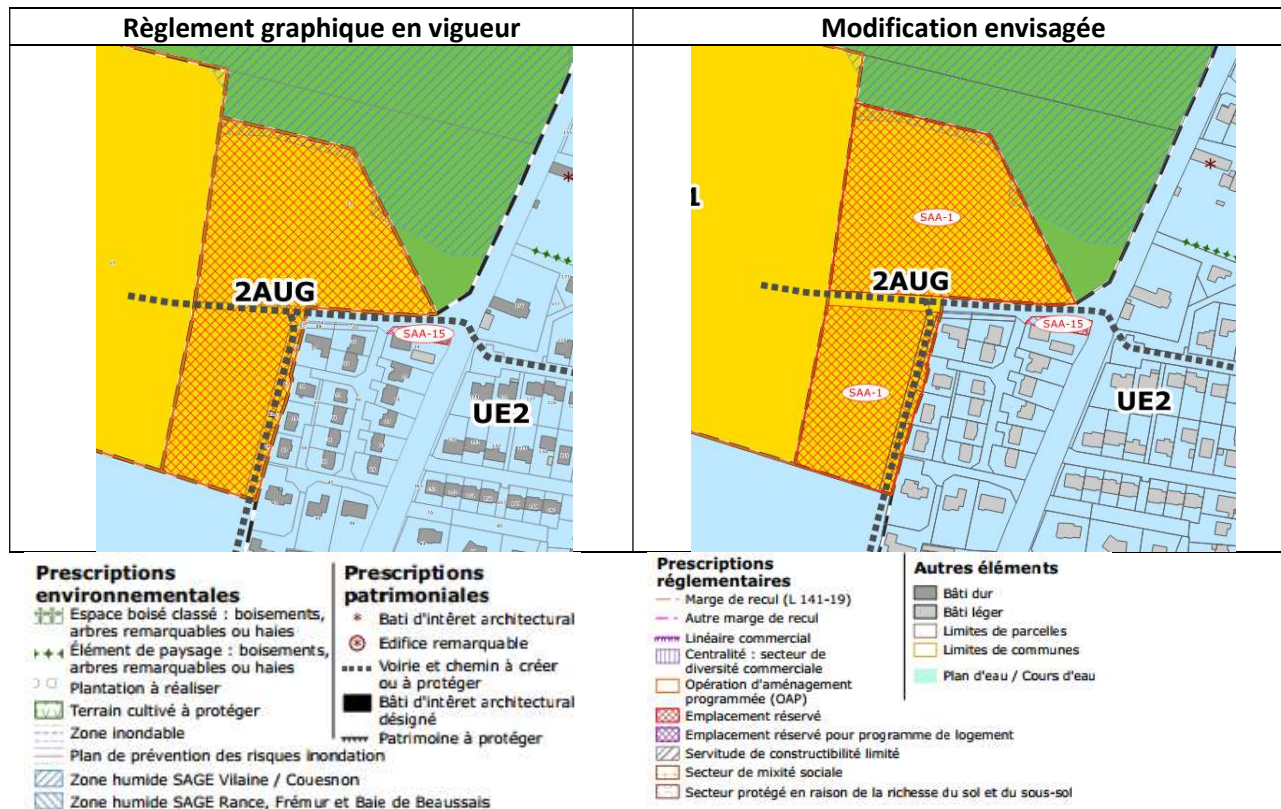 Règlement graphique en vigueur
Modification envisagée
2AUG
SAA-15
UE2
1
SAA-1
2AUG
SAA-15
SAA-1
UE2
Prescriptions
environnementales
Espace boisé classé : boisements,
arbres remarquables ou haies
Élément de paysage : boisements,
arbres remarquables ou haies
Plantation à réaliser
Terrain cultivé à protéger
Zone inondable
Plan de prévention des risques inondation
Zone humide SAGE Vilaine / Couesnon
Zone humide SAGE Rance, Frémur et Baie de Beaussais
Prescriptions
patrimoniales
Bati d'intêret architectural
Edifice remarquable
Voirie et chemin à créer
ou à protéger
Bâti d'intêret architectural
désigné
Patrimoine à protéger
Prescriptions
réglementaires
Marge de recul (L 141-19)
Autre marge de recul
Linéaire commercial
Centralité : secteur de
diversité commerciale
Opération d'aménagement
programmée (OAP)
Emplacement réservé
Emplacement réservé pour programme de logement
Servitude de constructibilité limité
Secteur de mixité sociale
Secteur protégé en raison de la richesse du sol et du sous-sol
Autres éléments
Bâti dur
Bâti léger
Limites de parcelles
Limites de communes
Plan d'eau / Cours d'eau